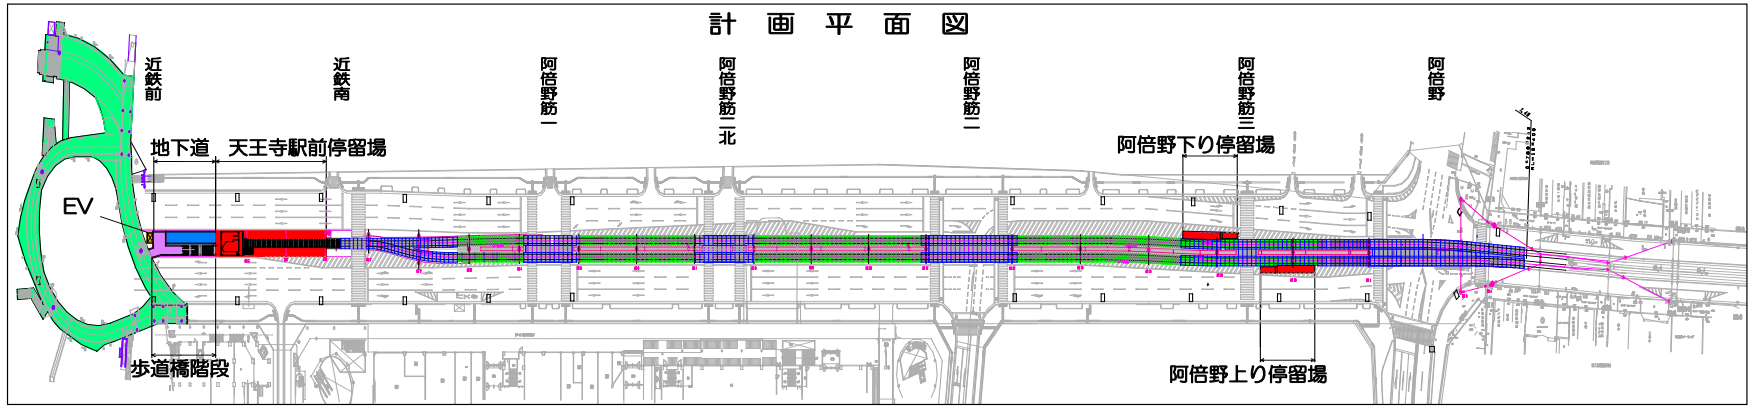 計画平面図
近鉄前
近鉄南
阿倍野筋一
阿倍野筋二北
阿倍野筋二
阿倍野筋三
阿倍野
地下道
天王寺駅前停留場
阿倍野下り停留場
EV
歩道橋階段
阿倍野上り停留場